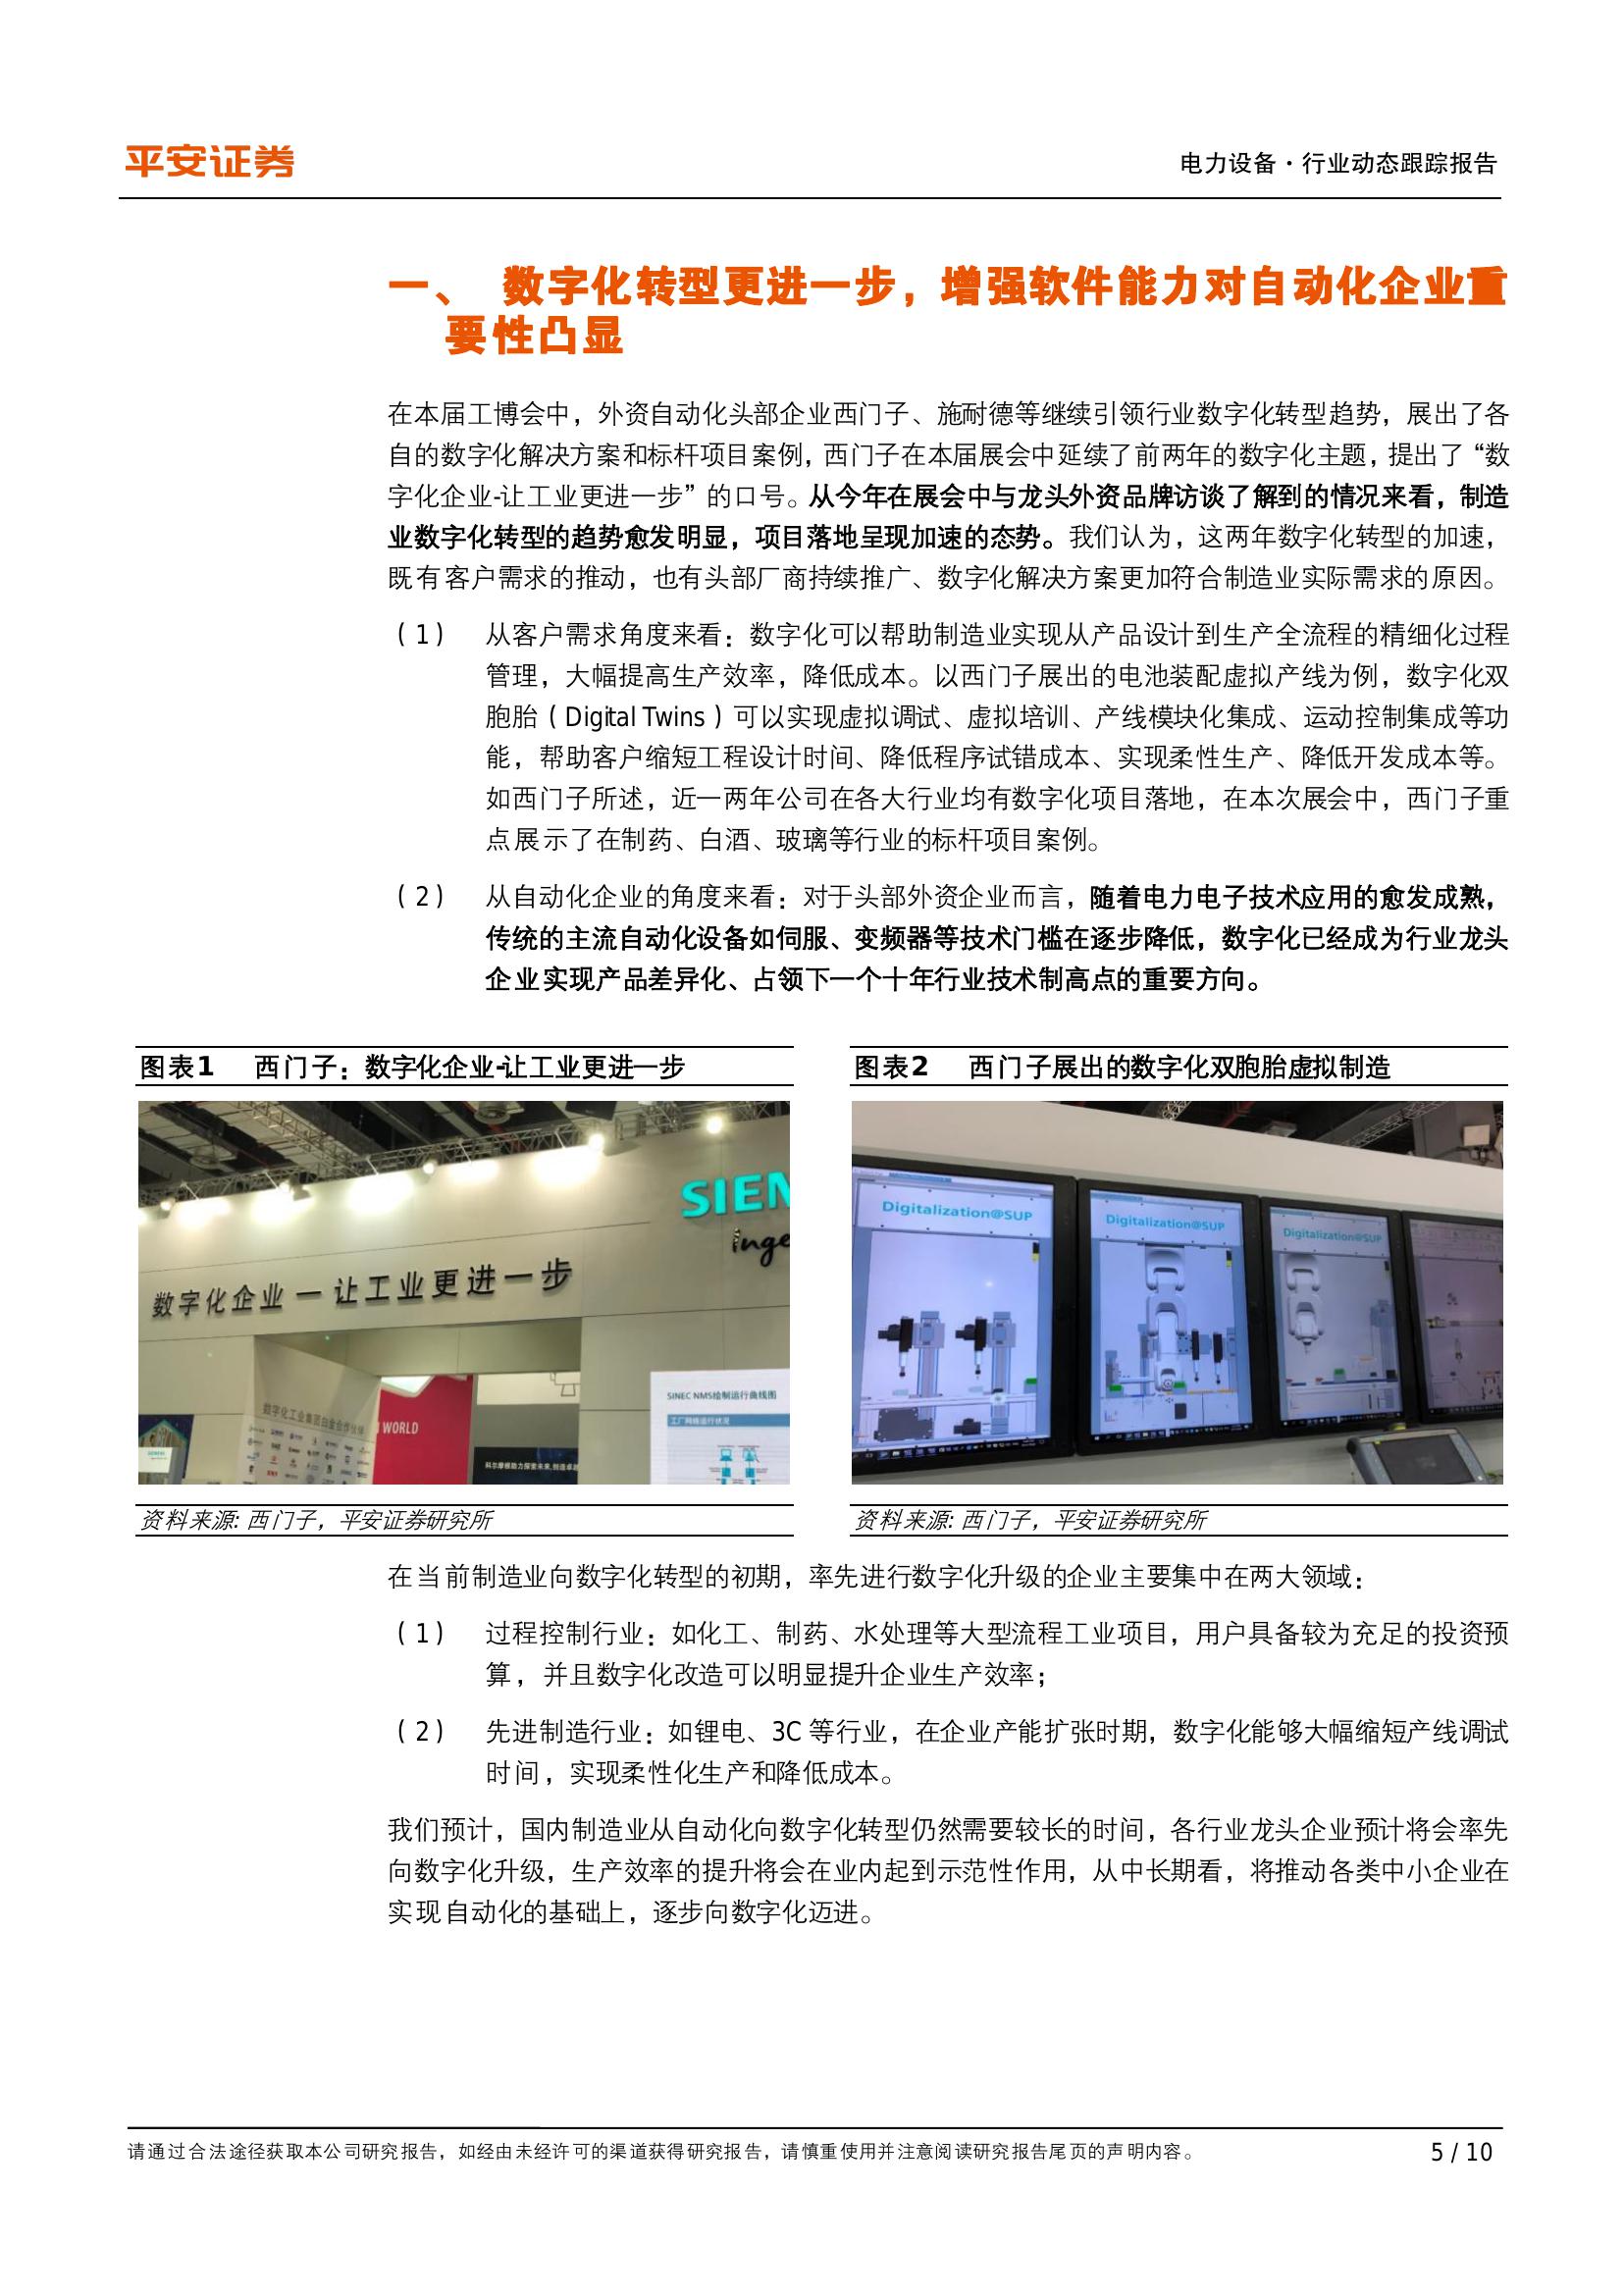 平安证券
电力设备·行业动态跟踪报告
一、 数字化转型更进一步，增强软件能力对自动化企业重
要性凸显
在本届工博会中，外资自动化头部企业西门子、施耐德等继续引领行业数字化转型趋势，展出了各
自的数字化解决方案和标杆项目案例，西门子在本届展会中延续了前两年的数字化主题，提出了“数
字化企业-让工业更进一步”的口号。从今年在展会中与龙头外资品牌访谈了解到的情况来看，制造
业数字化转型的趋势愈发明显，项目落地呈现加速的态势。我们认为，这两年数字化转型的加速，
既有客户需求的推动，也有头部厂商持续推广、数字化解决方案更加符合制造业实际需求的原因。
（1） 从客户需求角度来看：数字化可以帮助制造业实现从产品设计到生产全流程的精细化过程
管理，大幅提高生产效率，降低成本。以西门子展出的电池装配虚拟产线为例，数字化双
胞胎（Digital Twins）可以实现虚拟调试、虚拟培训、产线模块化集成、运动控制集成等功
能，帮助客户缩短工程设计时间、降低程序试错成本、实现柔性生产、降低开发成本等。
如西门子所述，近一两年公司在各大行业均有数字化项目落地，在本次展会中，西门子重
点展示了在制药、白酒、玻璃等行业的标杆项目案例。
（2） 从自动化企业的角度来看：对于头部外资企业而言，随着电力电子技术应用的愈发成熟，
传统的主流自动化设备如伺服、变频器等技术门槛在逐步降低，数字化已经成为行业龙头
企业实现产品差异化、占领下一个十年行业技术制高点的重要方向。
图表1 西门子：数字化企业-让工业更进一步
SIEM
inge
数字化企业 — 让工业更进一步
SINEC NMS绘制运行曲线图
工厂网络运行状况
数字化工业集团白金合作伙伴
WORLD
资料来源：西门子，平安证券研究所
图表2 西门子展出的数字化双胞胎虚拟制造
Digitalization@SUP
Digitalization@SUP
Digitalization@SUP
资料来源：西门子，平安证券研究所
在当前制造业向数字化转型的初期，率先进行数字化升级的企业主要集中在两大领域：
（1） 过程控制行业：如化工、制药、水处理等大型流程工业项目，用户具备较为充足的投资预
算，并且数字化改造可以明显提升企业生产效率；
（2） 先进制造行业：如锂电、3C 等行业，在企业产能扩张时期，数字化能够大幅缩短产线调试
时间，实现柔性化生产和降低成本。
我们预计，国内制造业从自动化向数字化转型仍然需要较长的时间，各行业龙头企业预计将会率先
向数字化升级，生产效率的提升将会在业内起到示范性作用，从中长期看，将推动各类中小企业在
实现自动化的基础上，逐步向数字化迈进。
请通过合法途径获取本公司研究报告，如经由未经许可的渠道获得研究报告，请慎重使用并注意阅读研究报告尾页的声明内容。
5 / 10